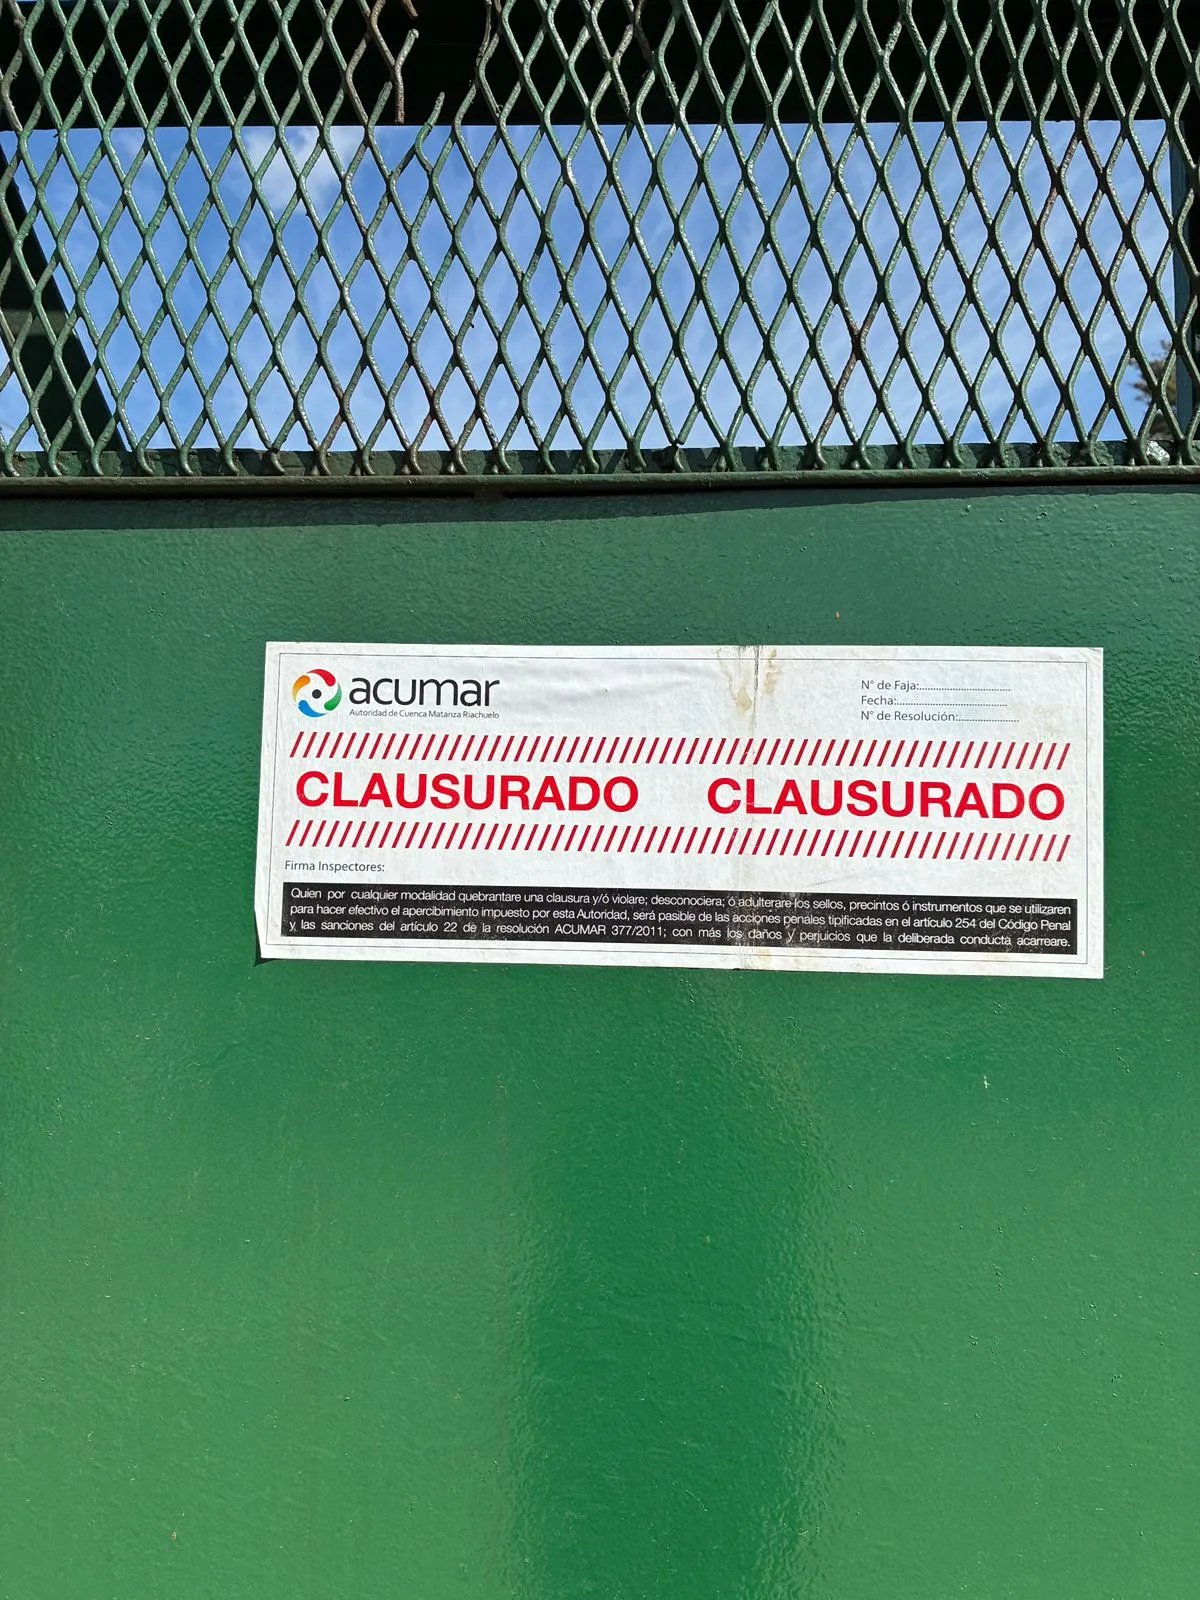 acumar
Autoridad de Cuenca Matanza Riachuelo
N° de Faja:................................
Fecha:.......................................
N° de Resolución:.....................
CLAUSURADO CLAUSURADO
Firma Inspectores:
Quien por cualquier modalidad quebrantare una clausura y/ó violare; desconociera; ó adulterare los sellos, precintos ó instrumentos que se utilizaren
para hacer efectivo el apercibimiento impuesto por esta Autoridad, será pasible de las acciones penales tipificadas en el artículo 254 del Código Penal
y las sanciones del artículo 22 de la resolución ACUMAR 377/2011; con más los daños y perjuicios que la deliberada conducta acarreare.